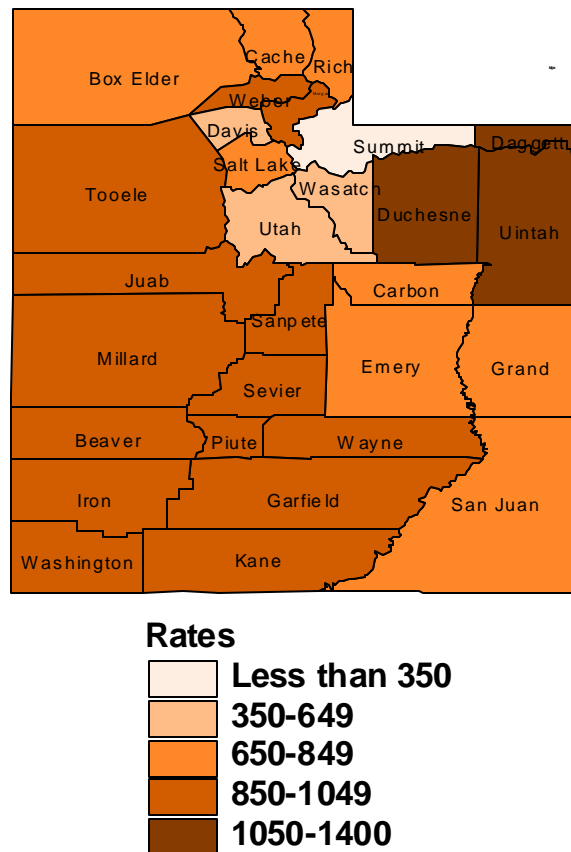 Cache
Rich
Box Elder
Weber
Davis
Summit
Daggett
Salt Lake
Wasatch
Tooele
Duchesne
Utah
Uintah
Juab
Carbon
Sanpete
Millard
Emery
Grand
Sevier
Beaver
Piute
Wayne
Iron
Garfield
San Juan
Washington
Kane
Rates
Less than 350
350-649
650-849
850-1049
1050-1400